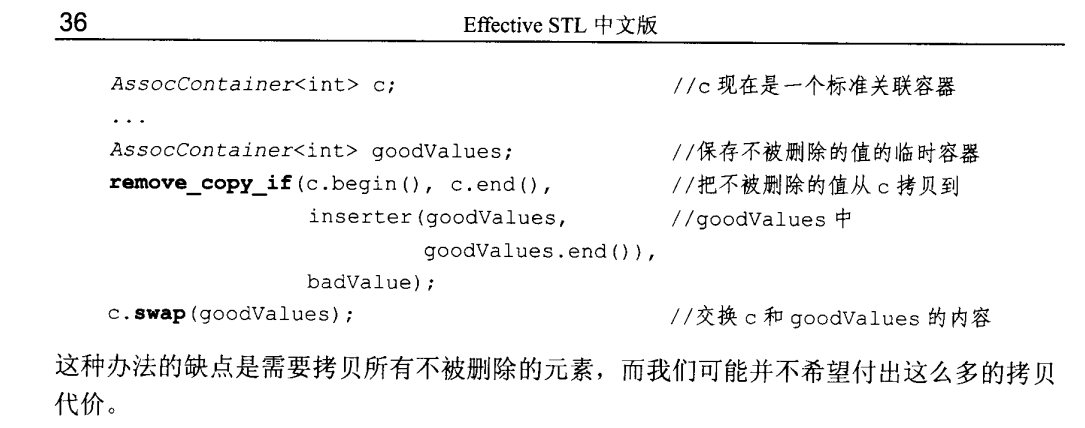 36 Effective STL 中文版
AssocContainer<int> c; //c 现在是一个标准关联容器
...
AssocContainer<int> goodValues; //保存不被删除的值的临时容器
remove_copy_if(c.begin(), c.end(), //把不被删除的值从 c 拷贝到
inserter(goodValues, //goodValues 中
goodValues.end()),
badValue);
c.swap(goodValues); //交换 c 和 goodValues 的内容
这种办法的缺点是需要拷贝所有不被删除的元素，而我们可能并不希望付出这么多的拷贝
代价。